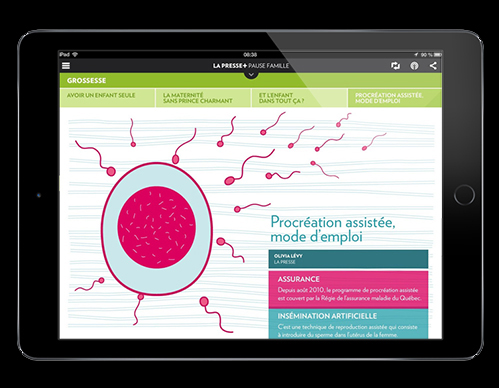 iPad 08:38 90 %
LA PRESSE+ PAUSE FAMILLE
GROSSESSE
AVOIR UN ENFANT SEULE
LA MATERNITÉ
SANS PRINCE CHARMANT
ET L'ENFANT
DANS TOUT ÇA ?
PROCRÉATION ASSISTÉE,
MODE D'EMPLOI
Procréation assistée,
mode d'emploi
OLIVIA LÉVY
LA PRESSE
ASSURANCE
Depuis août 2010, le programme de procréation assistée
est couvert par la Régie de l'assurance maladie du Québec.
INSÉMINATION ARTIFICIELLE
C'est une technique de reproduction assistée qui consiste
à introduire du sperme dans l'utérus de la femme.